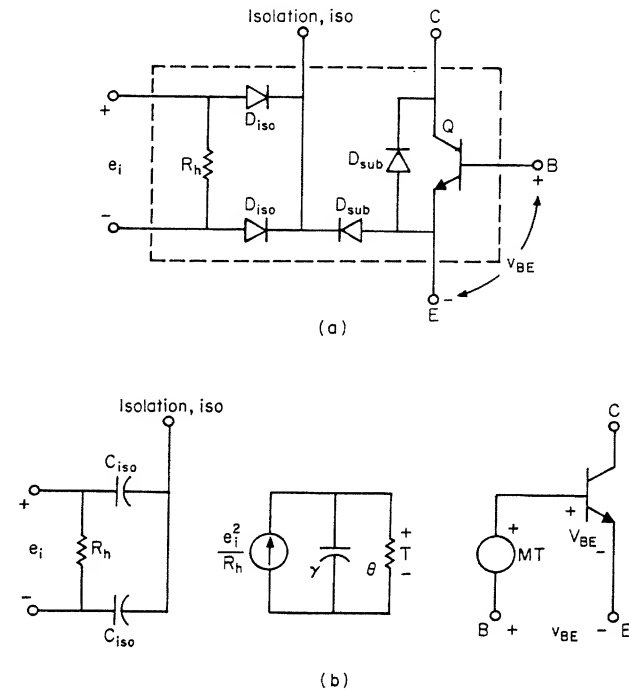 Isolation, iso
C
+
D_iso
Q
e_i
R_h
D_sub
B
+
−
D_iso
D_sub
v_BE
E −
(a)
Isolation, iso
C
C_iso
+
e_i
R_h
e_i^2
R_h
γ
θ
+
T
−
+
MT
+
V_BE
−
−
C_iso
B + v_BE − E
(b)